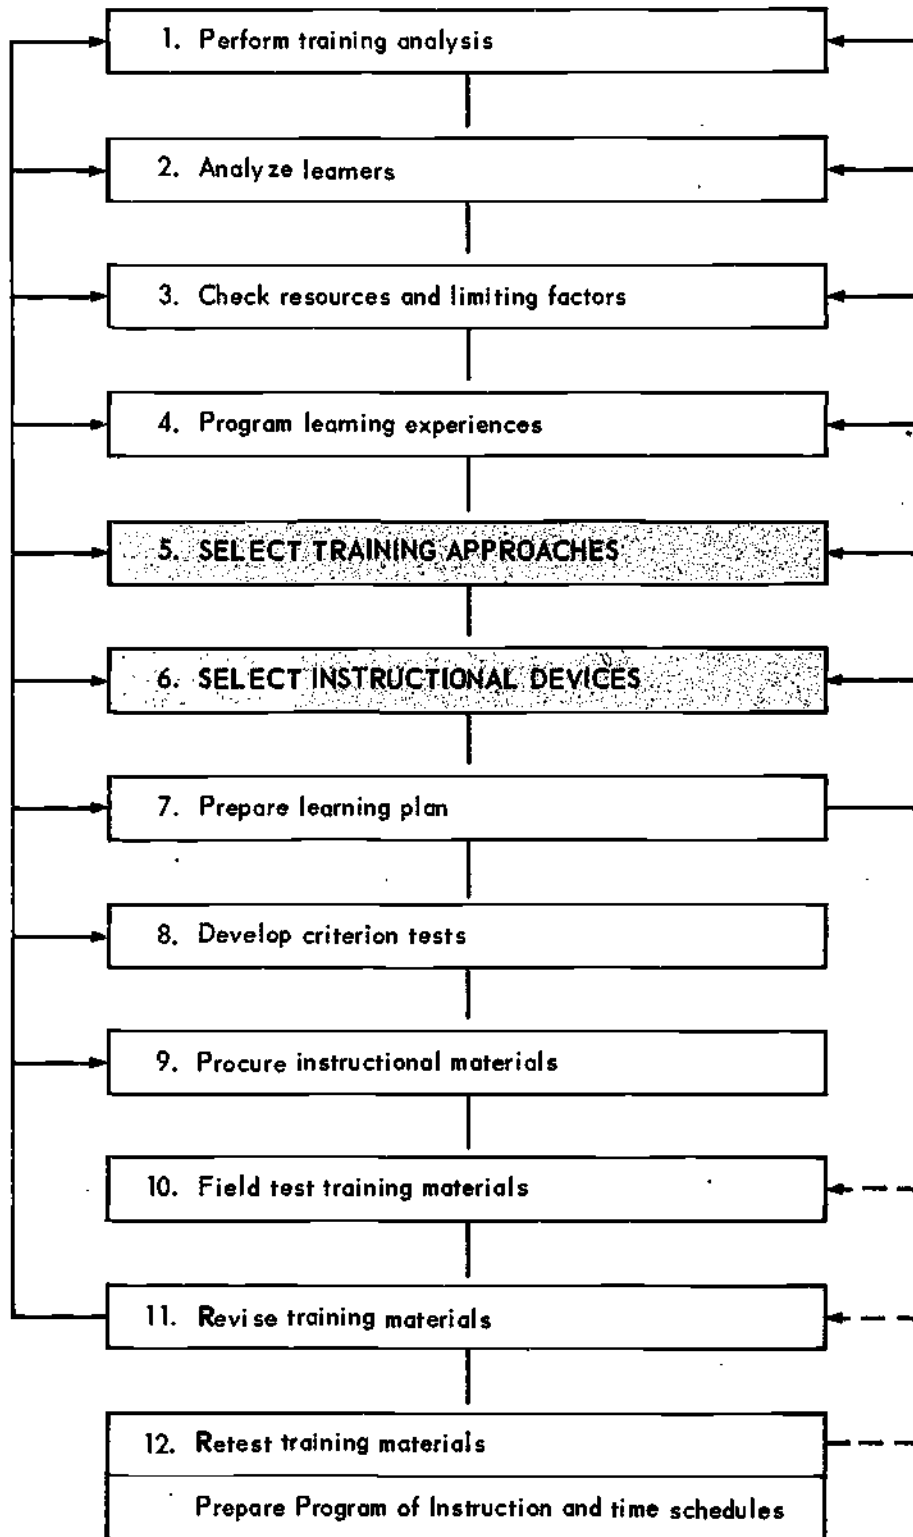 1. Perform training analysis
2. Analyze learners
3. Check resources and limiting factors
4. Program learning experiences
5. SELECT TRAINING APPROACHES
6. SELECT INSTRUCTIONAL DEVICES
7. Prepare learning plan
8. Develop criterion tests
9. Procure instructional materials
10. Field test training materials
11. Revise training materials
12. Retest training materials
Prepare Program of Instruction and time schedules